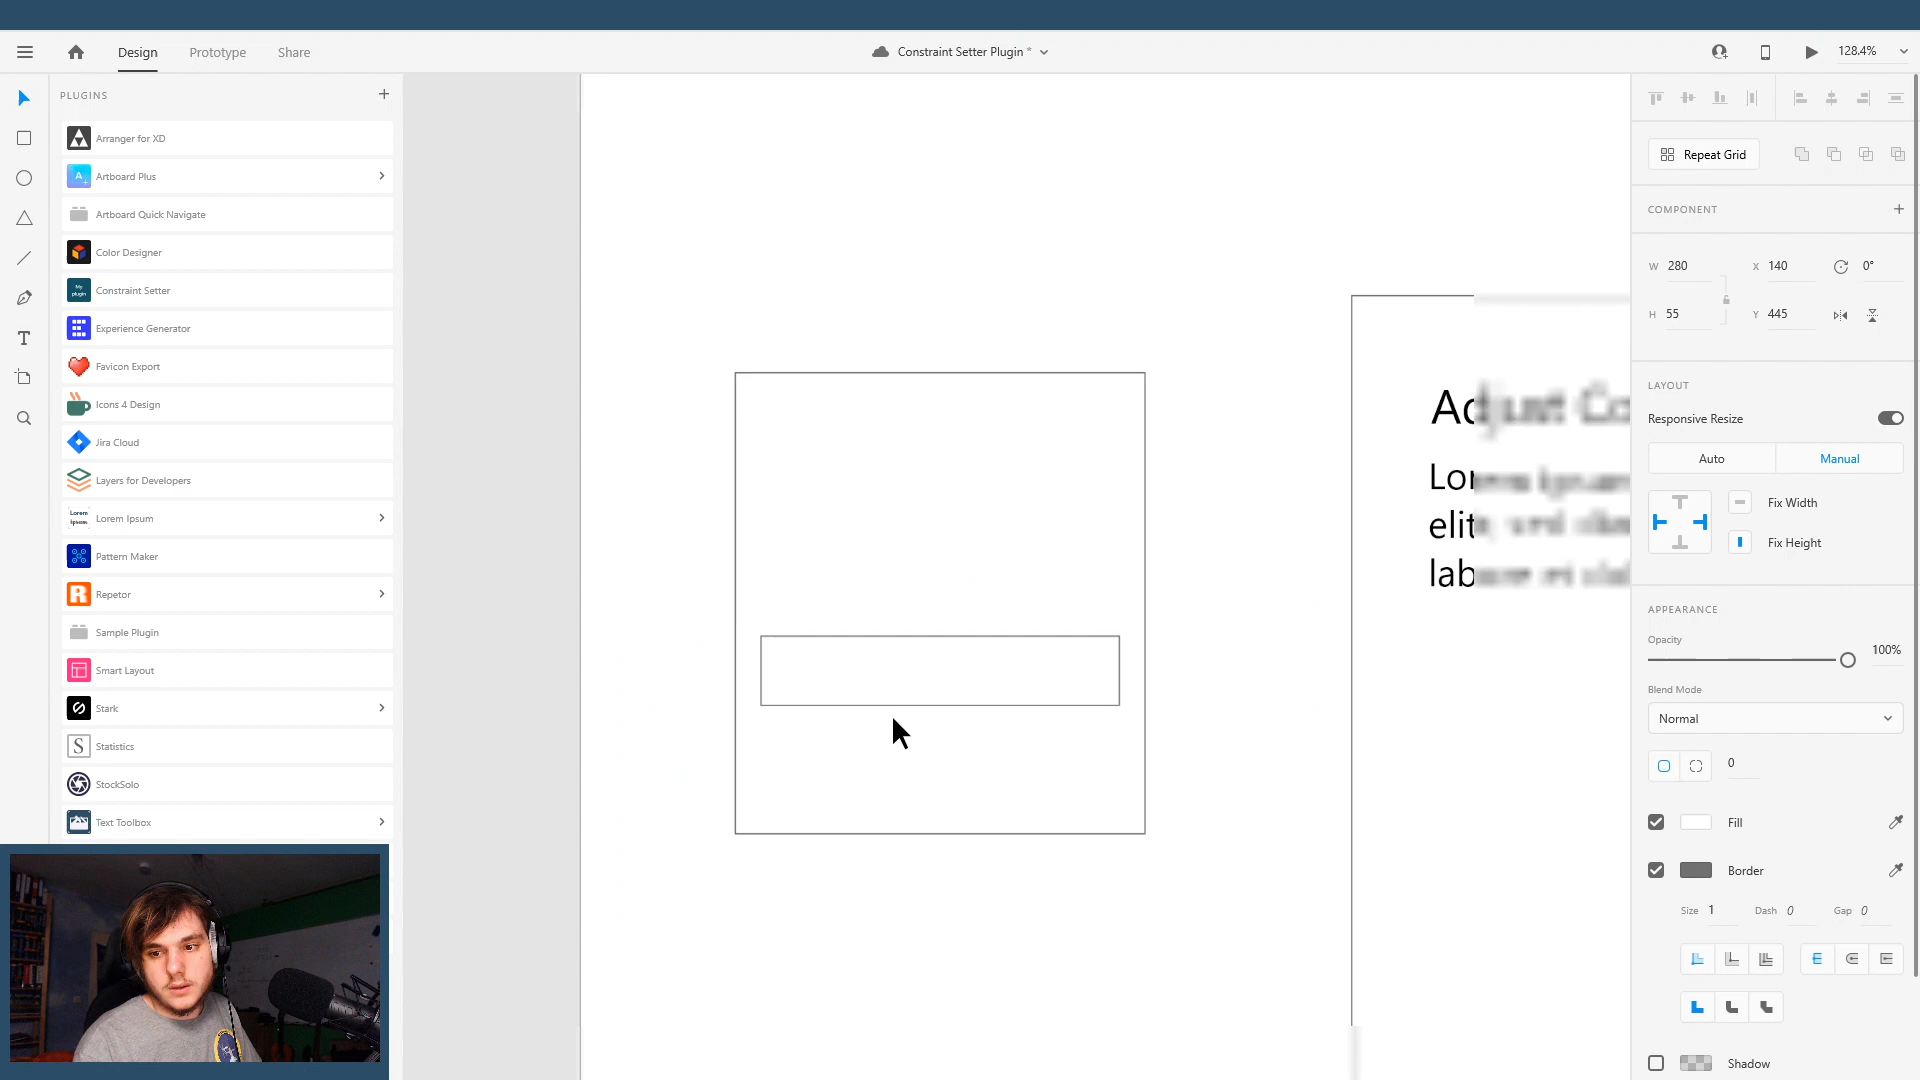 Design
Prototype
Share
Constraint Setter Plugin *
128.4%
PLUGINS
Arranger for XD
Artboard Plus
Artboard Quick Navigate
Color Designer
My plugin
Constraint Setter
Experience Generator
Favicon Export
Icons 4 Design
Jira Cloud
Layers for Developers
Lorem Ipsum
Lorem Ipsum
Pattern Maker
Repetor
Sample Plugin
Smart Layout
Stark
Statistics
StockSolo
Text Toolbox
Repeat Grid
COMPONENT
W 280 X 140 0°
H 55 Y 445
LAYOUT
Responsive Resize
Auto
Manual
Fix Width
Fix Height
APPEARANCE
Opacity
100%
Blend Mode
Normal
0
Fill
Border
Size 1 Dash 0 Gap 0
Shadow